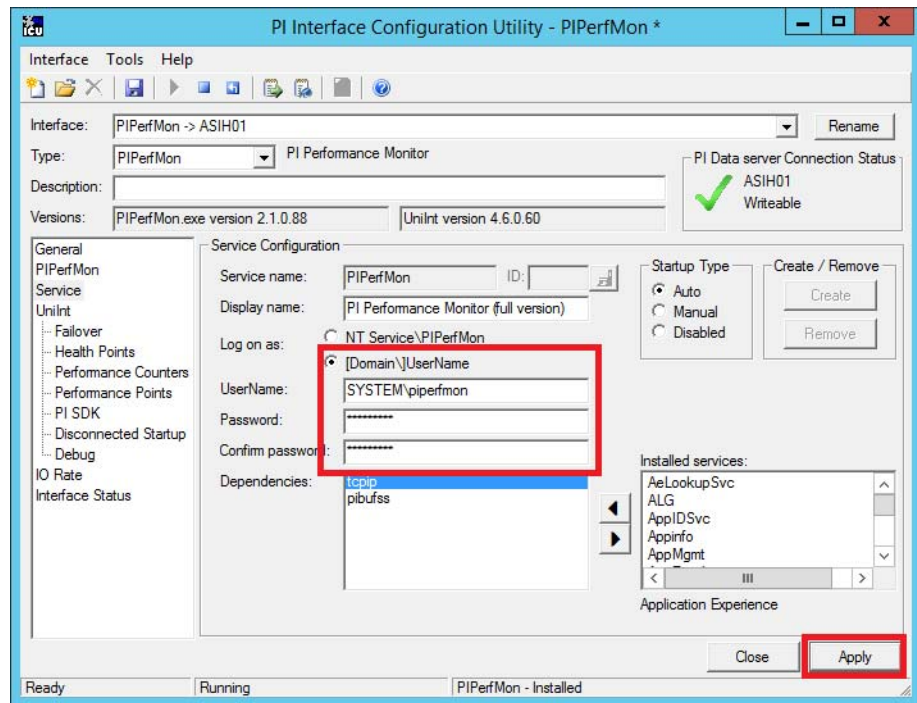 PI Interface Configuration Utility - PIPerfMon *
Interface Tools Help
Interface: PIPerfMon -> ASIH01 Rename
Type: PIPerfMon PI Performance Monitor
PI Data server Connection Status
ASIH01
Writeable
Description:
Versions: PIPerfMon.exe version 2.1.0.88 UniInt version 4.6.0.60
General
PIPerfMon
Service
UniInt
Failover
Health Points
Performance Counters
Performance Points
PI SDK
Disconnected Startup
Debug
IO Rate
Interface Status
Service Configuration
Service name: PIPerfMon ID:
Display name: PI Performance Monitor (full version)
Log on as: NT Service\PIPerfMon
[Domain\]UserName
UserName: SYSTEM\piperfmon
Password: *********
Confirm password: *********
Dependencies: tcpip
pibufss
Startup Type
Auto
Manual
Disabled
Create / Remove
Create
Remove
Installed services:
AeLookupSvc
ALG
AppIDSvc
Appinfo
AppMgmt
Application Experience
Close Apply
Ready Running PIPerfMon - Installed